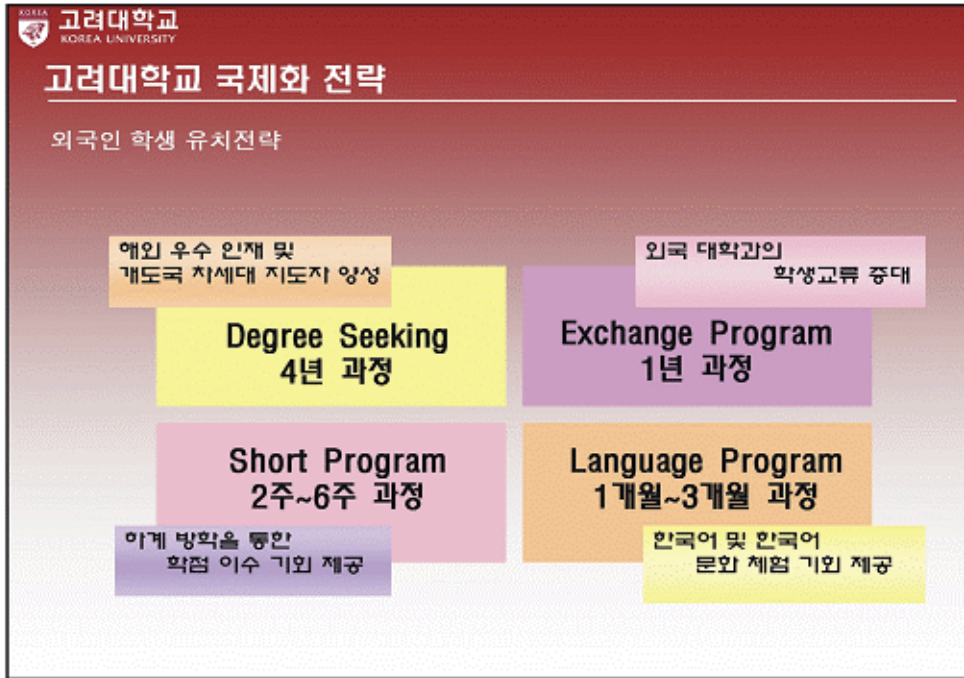 KOREA
고려대학교
KOREA UNIVERSITY
고려대학교 국제화 전략
외국인 학생 유치전략
해외 우수 인재 및
개도국 차세대 지도자 양성
Degree Seeking
4년 과정
외국 대학과의
학생교류 증대
Exchange Program
1년 과정
Short Program
2주~6주 과정
하계 방학을 통한
학점 이수 기회 제공
Language Program
1개월~3개월 과정
한국어 및 한국어
문화 체험 기회 제공